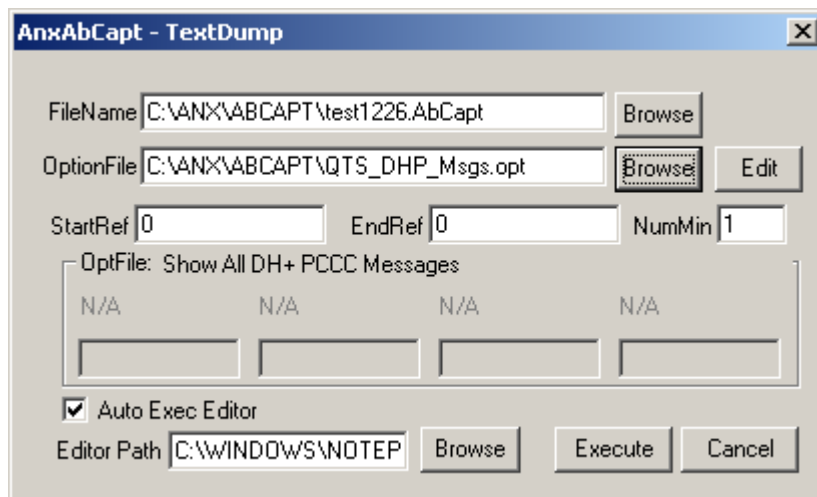 AnxAbCapt - TextDump
FileName C:\ANX\ABCAPT\test1226.AbCapt Browse
OptionFile C:\ANX\ABCAPT\QTS_DHP_Msgs.opt Browse Edit
StartRef 0 EndRef 0 NumMin 1
OptFile: Show All DH+ PCCC Messages
N/A N/A N/A N/A
Auto Exec Editor
Editor Path C:\WINDOWS\NOTEP Browse Execute Cancel